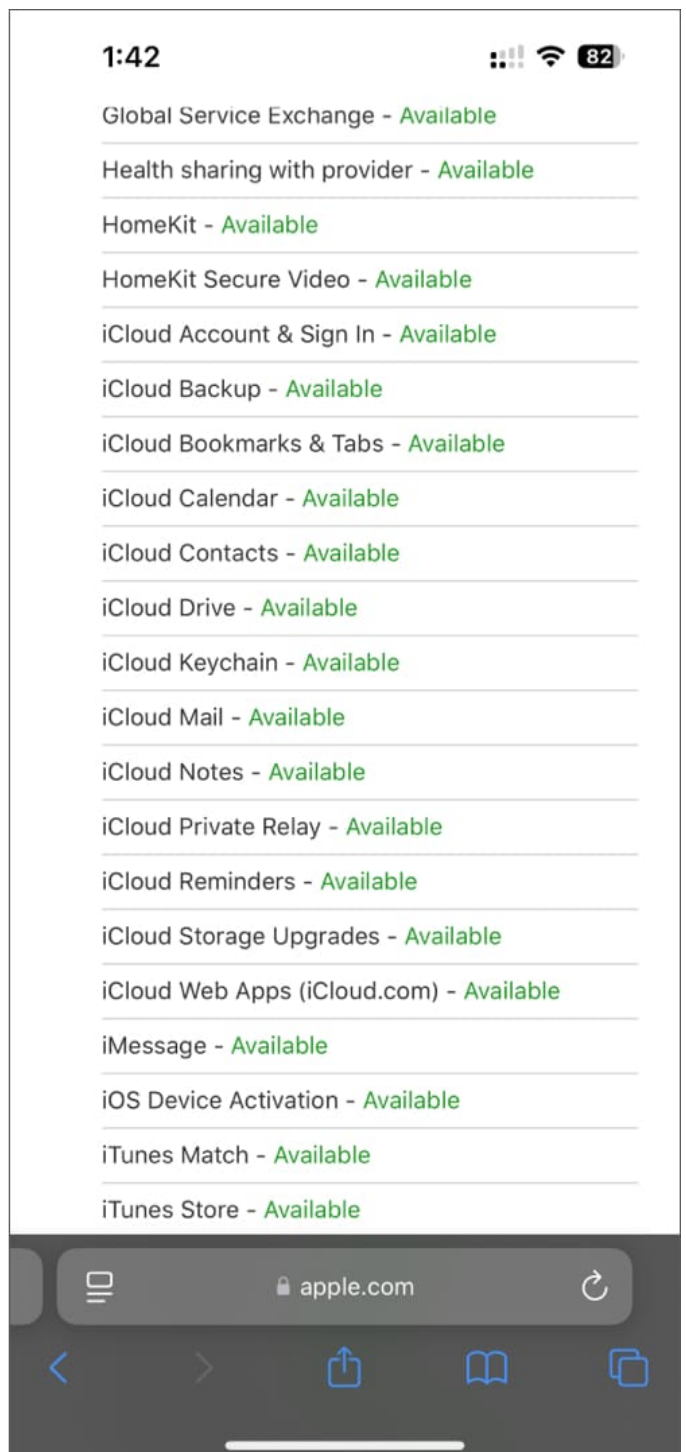 1:42
82
Global Service Exchange - Available
Health sharing with provider - Available
HomeKit - Available
HomeKit Secure Video - Available
iCloud Account & Sign In - Available
iCloud Backup - Available
iCloud Bookmarks & Tabs - Available
iCloud Calendar - Available
iCloud Contacts - Available
iCloud Drive - Available
iCloud Keychain - Available
iCloud Mail - Available
iCloud Notes - Available
iCloud Private Relay - Available
iCloud Reminders - Available
iCloud Storage Upgrades - Available
iCloud Web Apps (iCloud.com) - Available
iMessage - Available
iOS Device Activation - Available
iTunes Match - Available
iTunes Store - Available
apple.com